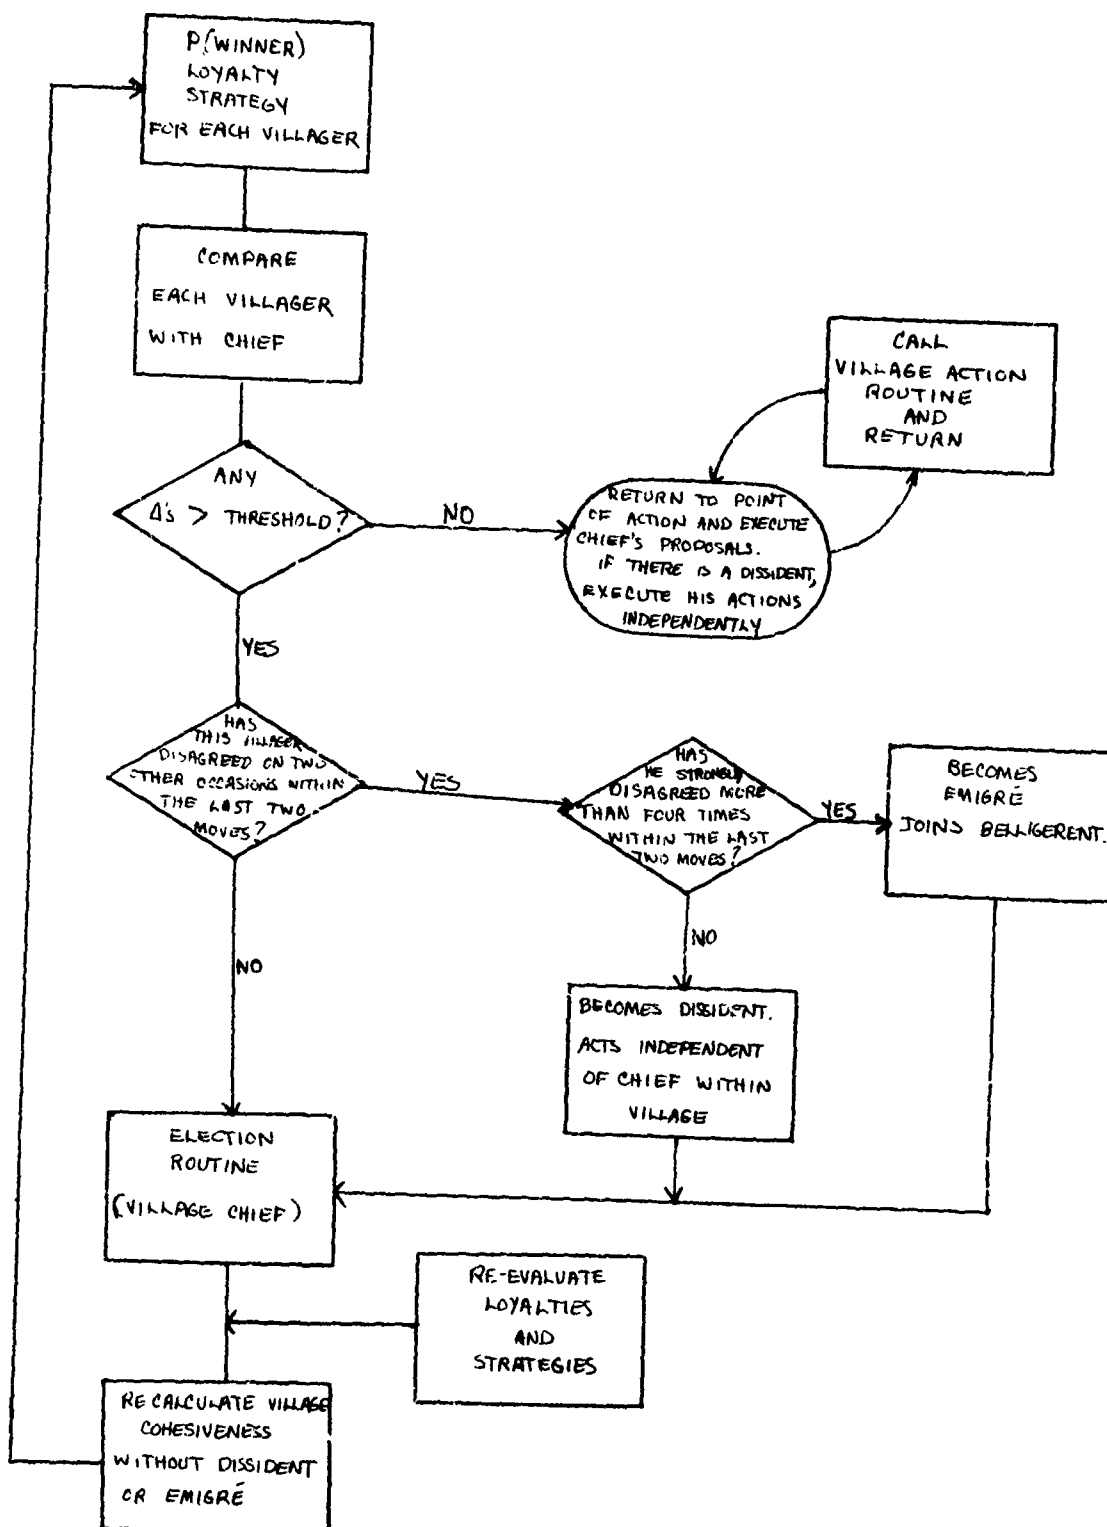 P(WINNER)
LOYALTY
STRATEGY
FOR EACH VILLAGER
COMPARE
EACH VILLAGER
WITH CHIEF
CALL
VILLAGE ACTION
ROUTINE
AND
RETURN
ANY
Δ's > THRESHOLD?
NO
RETURN TO POINT
OF ACTION AND EXECUTE
CHIEF'S PROPOSALS.
IF THERE IS A DISSIDENT,
EXECUTE HIS ACTIONS
INDEPENDENTLY
YES
HAS
THIS VILLAGER
DISAGREED ON TWO
OTHER OCCASIONS WITHIN
THE LAST TWO
MOVES?
YES
HAS
HE STRONGLY
DISAGREED MORE
THAN FOUR TIMES
WITHIN THE LAST
TWO MOVES?
YES
BECOMES
EMIGRÉ
JOINS BELLIGERENT.
NO
NO
BECOMES DISSIDENT.
ACTS INDEPENDENT
OF CHIEF WITHIN
VILLAGE
ELECTION
ROUTINE
(VILLAGE CHIEF)
RE-EVALUATE
LOYALTIES
AND
STRATEGIES
RECALCULATE VILLAGE
COHESIVENESS
WITHOUT DISSIDENT
OR EMIGRÉ